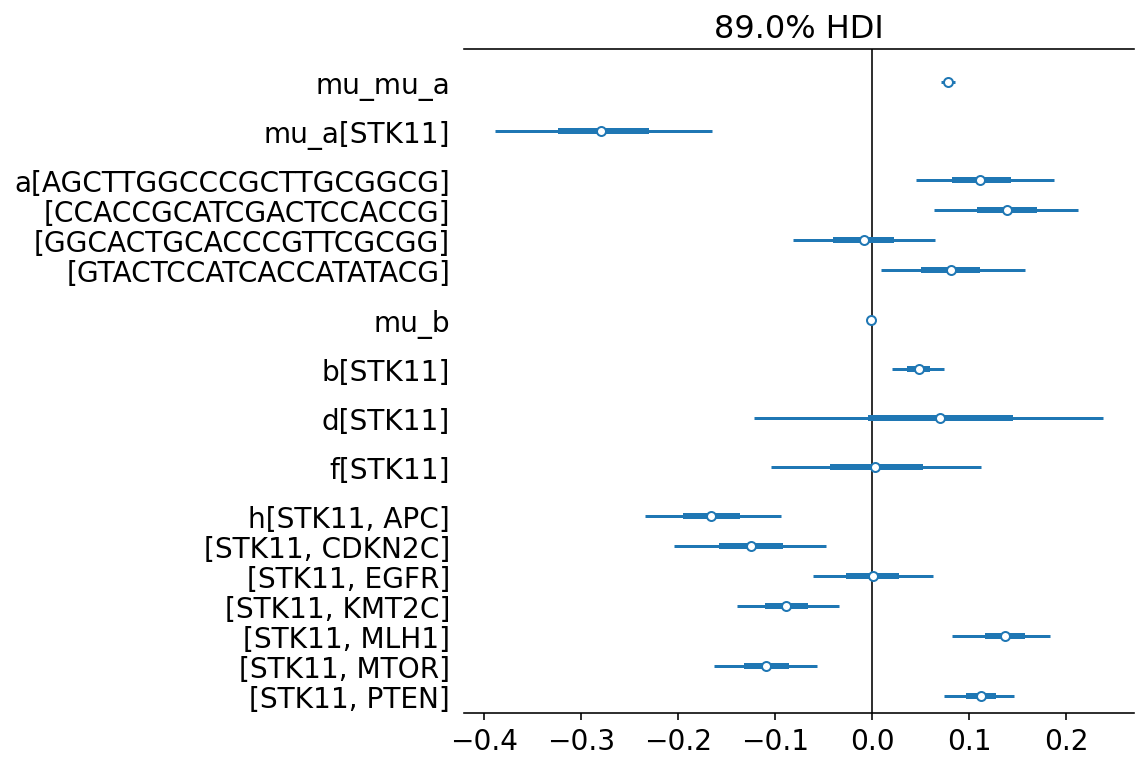 89.0% HDI
mu_mu_a
mu_a[STK11]
a[AGCTTGGCCCGCTTGCGGCG]
[CCACCGCATCGACTCCACCG]
[GGCACTGCACCCGTTCGCGG]
[GTACTCCATCACCATATACG]
mu_b
b[STK11]
d[STK11]
f[STK11]
h[STK11, APC]
[STK11, CDKN2C]
[STK11, EGFR]
[STK11, KMT2C]
[STK11, MLH1]
[STK11, MTOR]
[STK11, PTEN]
−0.4 −0.3 −0.2 −0.1 0.0 0.1 0.2